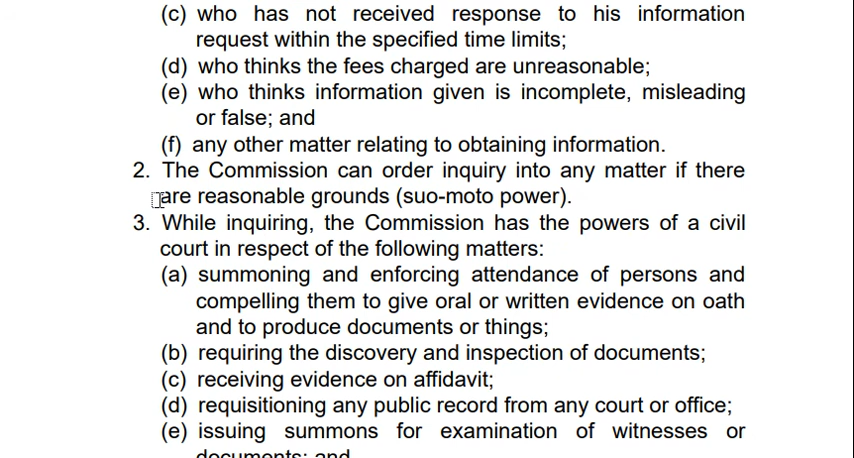 (c) who has not received response to his information
request within the specified time limits;
(d) who thinks the fees charged are unreasonable;
(e) who thinks information given is incomplete, misleading
or false; and
(f) any other matter relating to obtaining information.
2. The Commission can order inquiry into any matter if there
are reasonable grounds (suo-moto power).
3. While inquiring, the Commission has the powers of a civil
court in respect of the following matters:
(a) summoning and enforcing attendance of persons and
compelling them to give oral or written evidence on oath
and to produce documents or things;
(b) requiring the discovery and inspection of documents;
(c) receiving evidence on affidavit;
(d) requisitioning any public record from any court or office;
(e) issuing summons for examination of witnesses or
documents; and